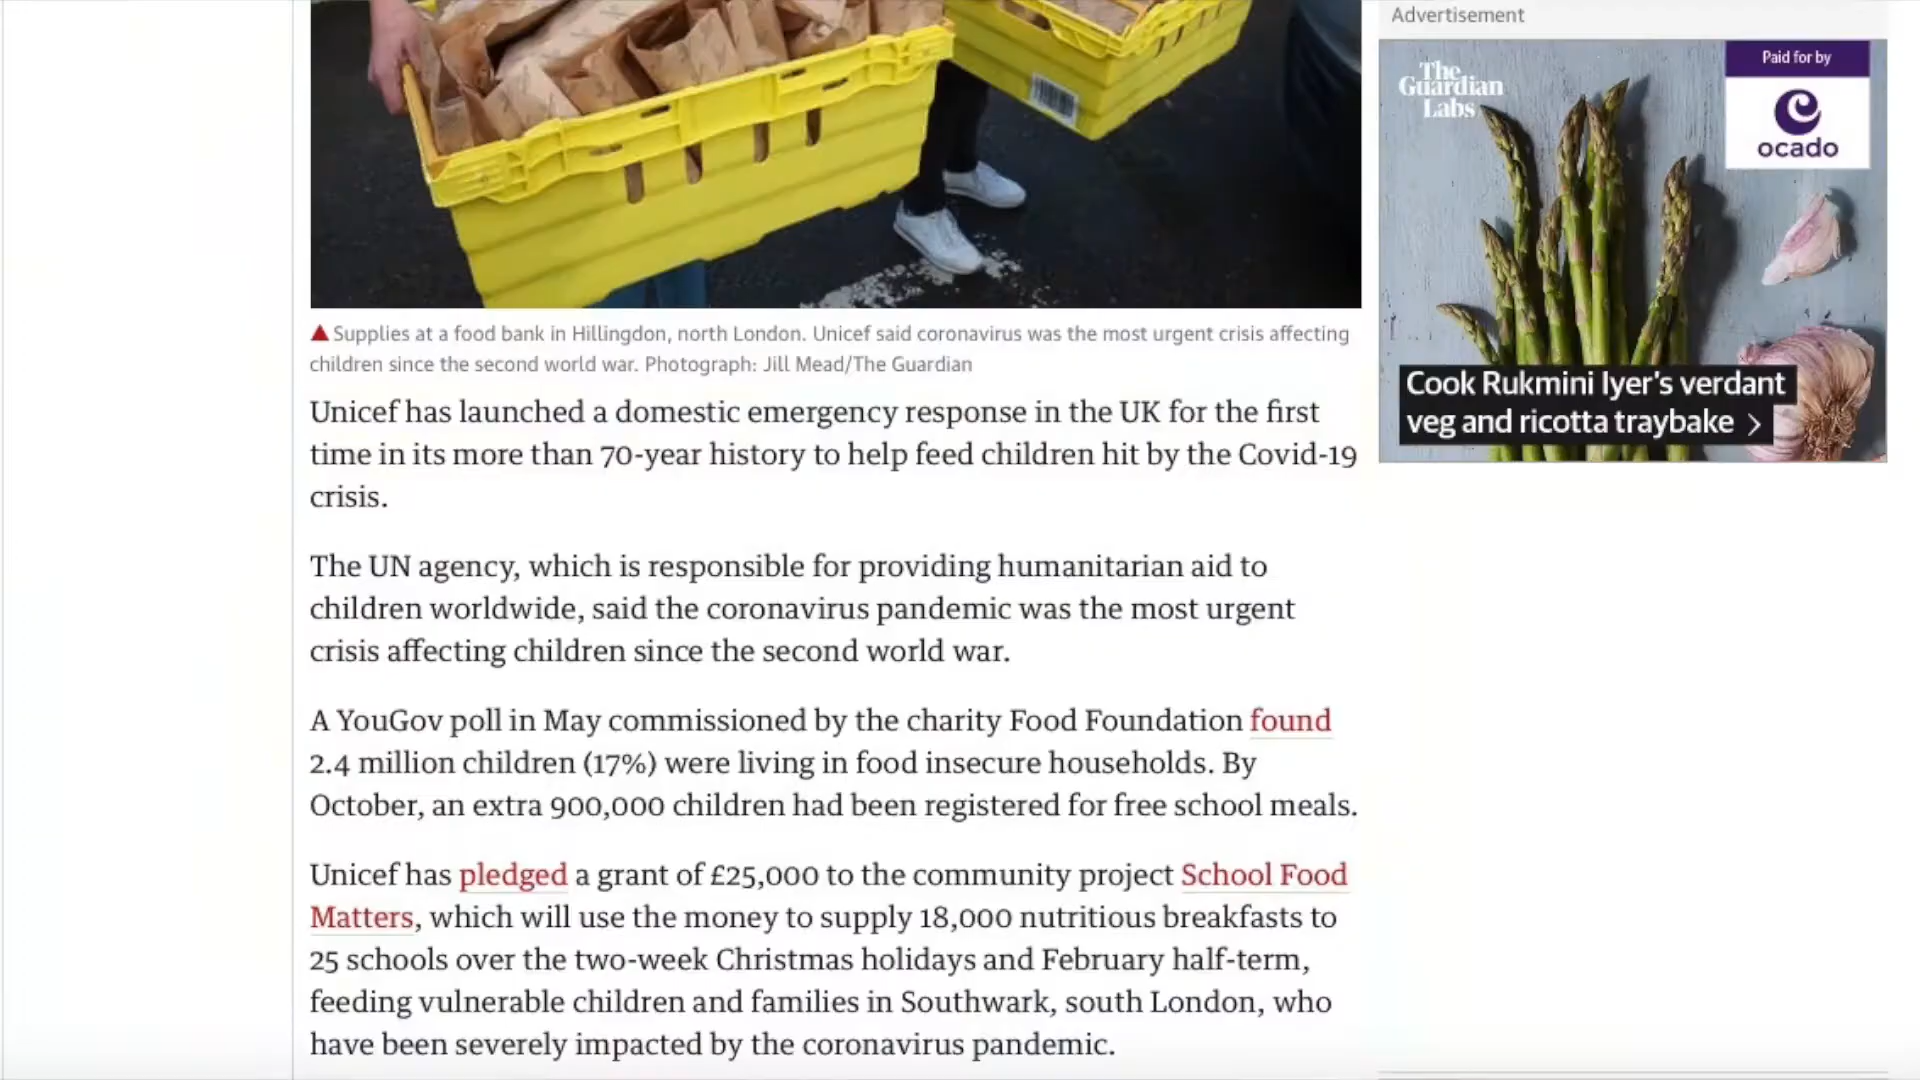 Supplies at a food bank in Hillingdon, north London. Unicef said coronavirus was the most urgent crisis affecting
children since the second world war. Photograph: Jill Mead/The Guardian
Unicef has launched a domestic emergency response in the UK for the first
time in its more than 70-year history to help feed children hit by the Covid-19
crisis.
The UN agency, which is responsible for providing humanitarian aid to
children worldwide, said the coronavirus pandemic was the most urgent
crisis affecting children since the second world war.
A YouGov poll in May commissioned by the charity Food Foundation found
2.4 million children (17%) were living in food insecure households. By
October, an extra 900,000 children had been registered for free school meals.
Unicef has pledged a grant of £25,000 to the community project School Food
Matters, which will use the money to supply 18,000 nutritious breakfasts to
25 schools over the two-week Christmas holidays and February half-term,
feeding vulnerable children and families in Southwark, south London, who
have been severely impacted by the coronavirus pandemic.
Advertisement
The
Guardian
Labs
Paid for by
ocado
Cook Rukmini Iyer's verdant
veg and ricotta traybake >